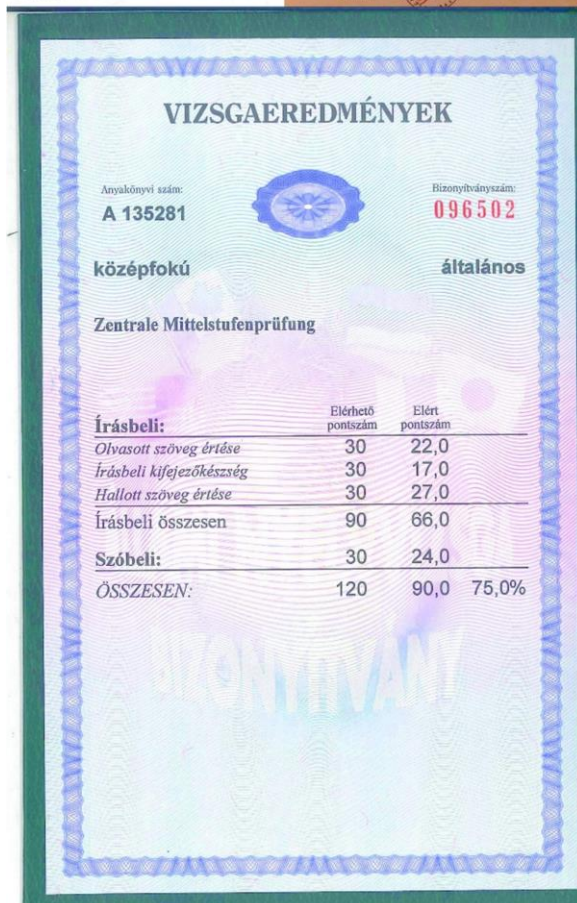 VIZSGAEREDMÉNYEK
Anyakönyvi szám:
Bizonyítványszám:
A 135281
096502
középfokú általános
Zentrale Mittelstufenprüfung
Írásbeli: Elérhető pontszám Elért pontszám
Olvasott szöveg értése 30 22,0
Írásbeli kifejezőkészség 30 17,0
Hallott szöveg értése 30 27,0
Írásbeli összesen 90 66,0
Szóbeli: 30 24,0
ÖSSZESEN: 120 90,0 75,0%
BIZONYÍTVÁNY